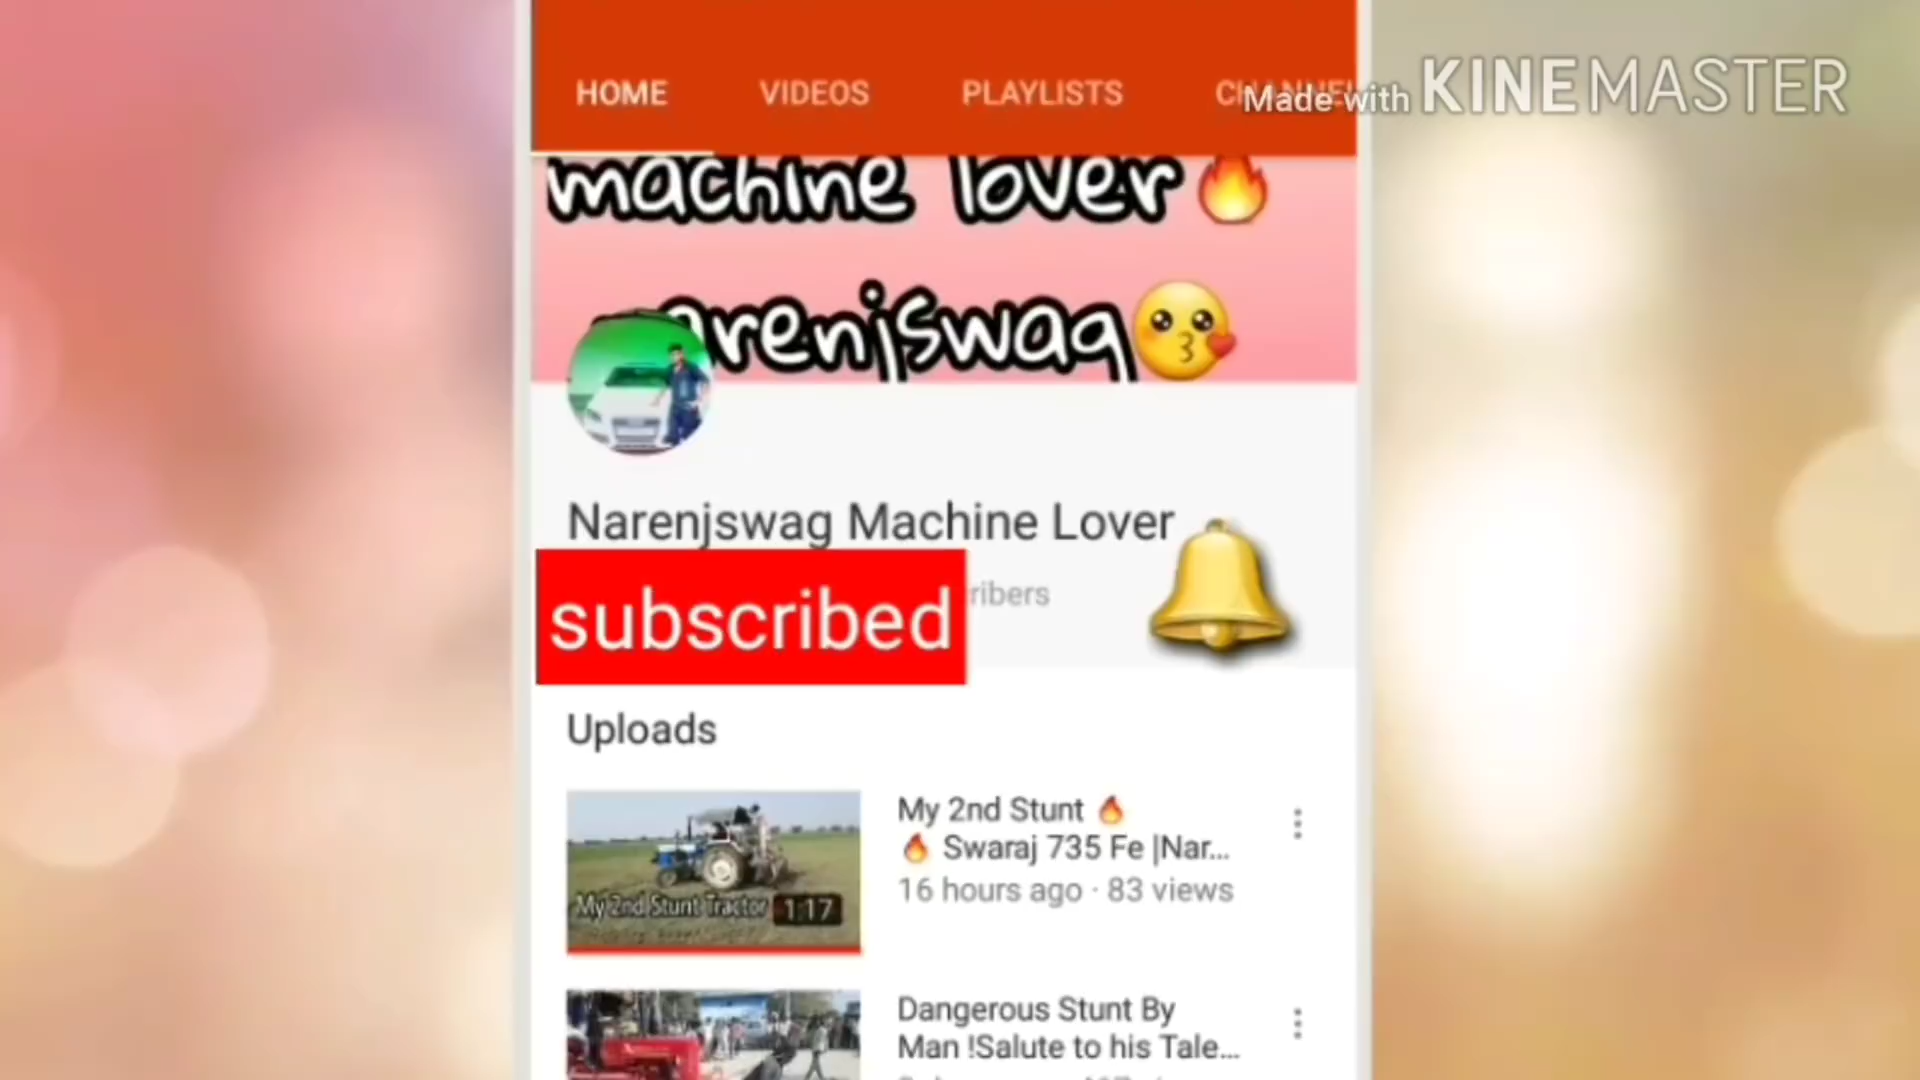 HOME VIDEOS PLAYLISTS
Made with KINEMASTER
machine lover🔥
arenjswag😘
Narenjswag Machine Lover
subscribed
ribers
Uploads
My 2nd Stunt 🔥
🔥 Swaraj 735 Fe |Nar...
16 hours ago · 83 views
My 2nd Stunt Tractor 1:17
Dangerous Stunt By
Man !Salute to his Tale...